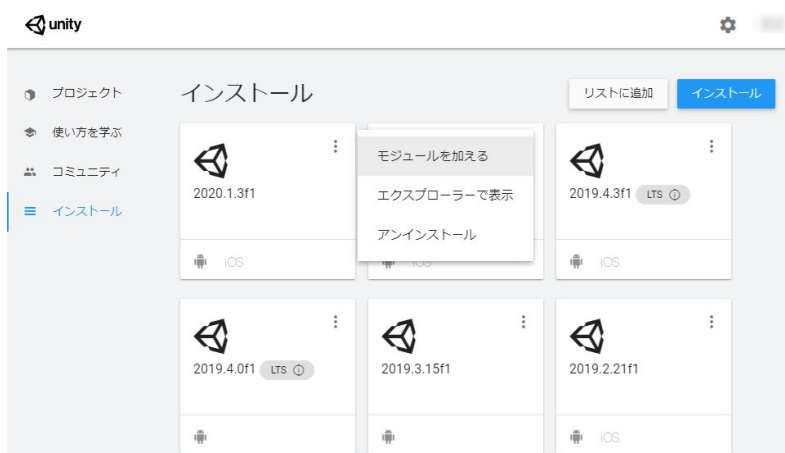 unity
プロジェクト
使い方を学ぶ
コミュニティ
インストール
インストール
リストに追加
インストール
2020.1.3f1
iOS
モジュールを加える
エクスプローラーで表示
アンインストール
iOS
2019.4.3f1 LTS
iOS
2019.4.0f1 LTS
2019.3.15f1
2019.2.21f1
iOS